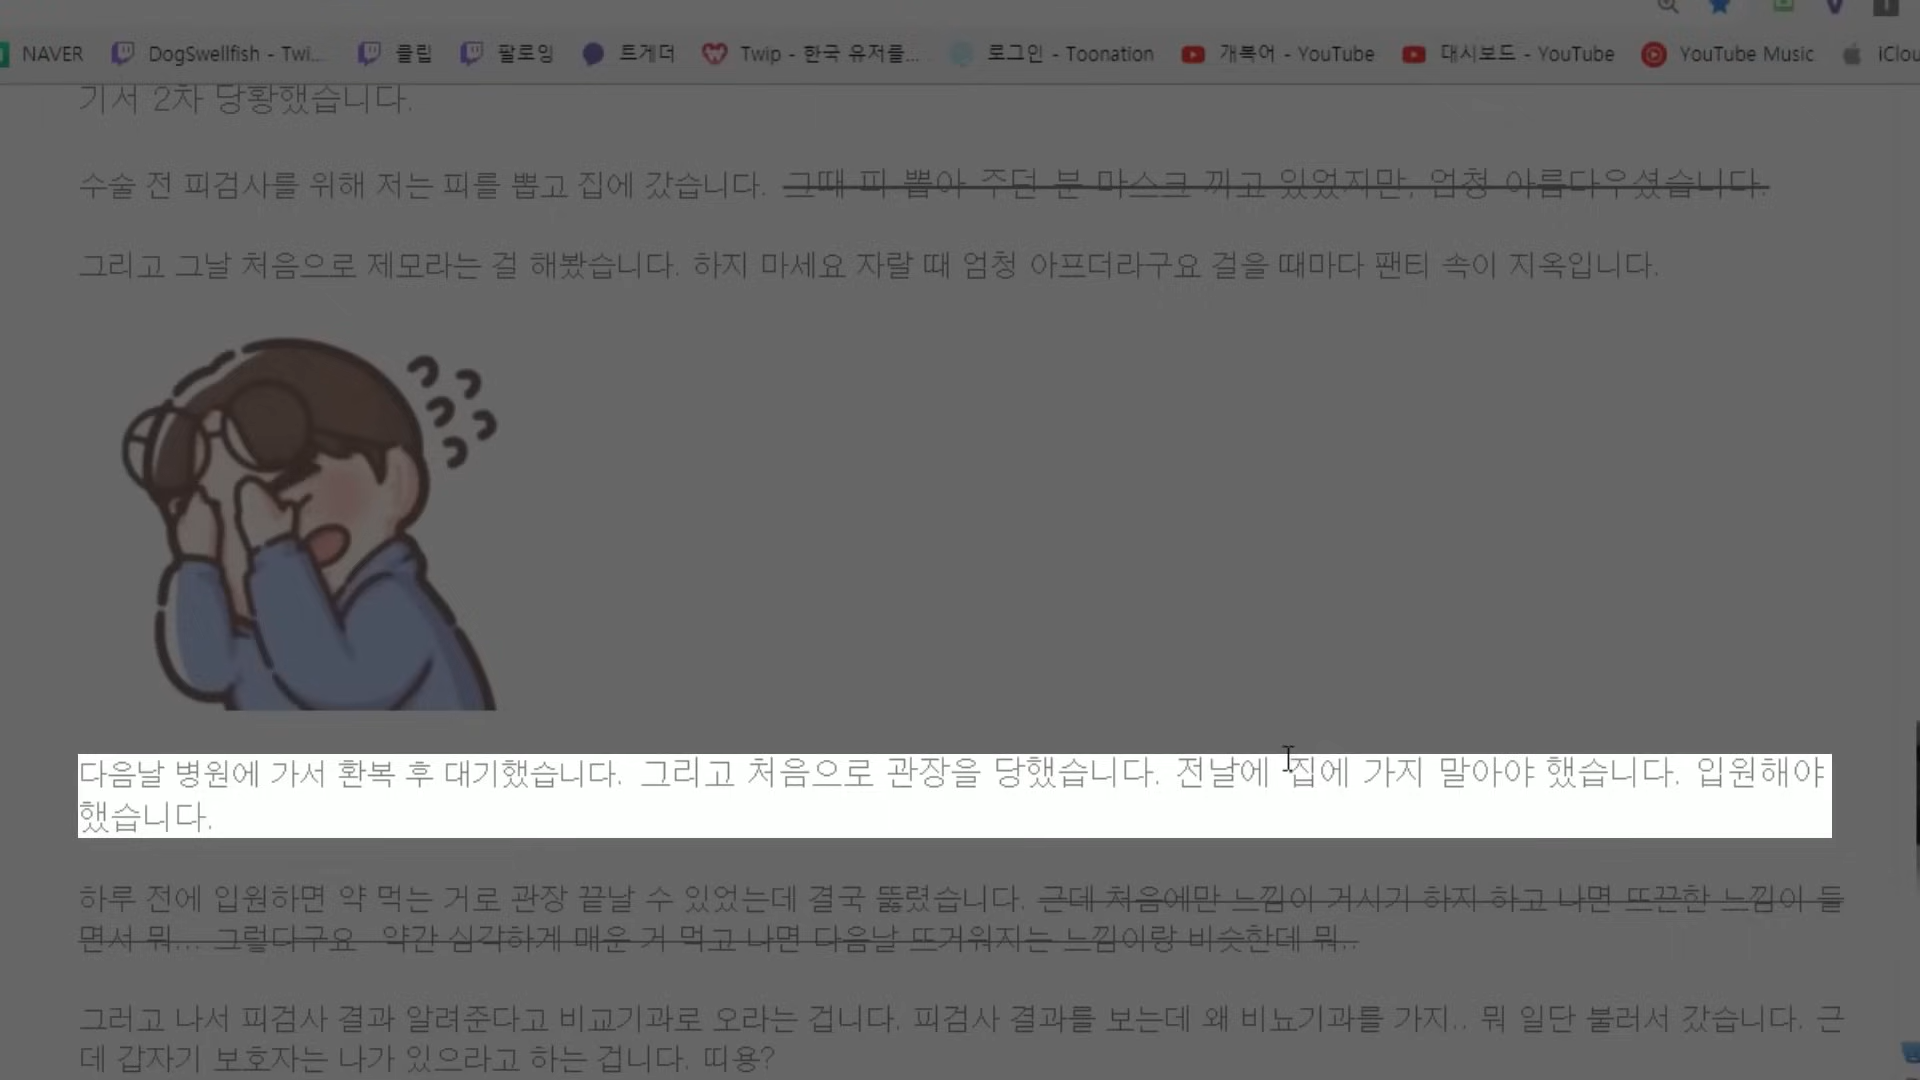 NAVER DogSwellfish - Twi... 클립 팔로잉 트게더 Twip - 한국 유저를... 로그인 - Toonation 개복어 - YouTube 대시보드 - YouTube YouTube Music iClou
기서 2차 당황했습니다.
수술 전 피검사를 위해 저는 피를 뽑고 집에 갔습니다. 그때 피 뽑아 주던 분 마스크 끼고 있었지만, 엄청 아름다우셨습니다.
그리고 그날 처음으로 제모라는 걸 해봤습니다. 하지 마세요 자랄 때 엄청 아프더라구요 걸을 때마다 팬티 속이 지옥입니다.
다음날 병원에 가서 환복 후 대기했습니다. 그리고 처음으로 관장을 당했습니다. 전날에 집에 가지 말아야 했습니다. 입원해야
했습니다.
하루 전에 입원하면 약 먹는 거로 관장 끝날 수 있었는데 결국 뚫렸습니다. 근데 처음에만 느낌이 거시기 하지 하고 나면 뜨끈한 느낌이 들
면서 뭐... 그렇다구요 약간 심각하게 매운 거 먹고 나면 다음날 뜨거워지는 느낌이랑 비슷한데 뭐..
그러고 나서 피검사 결과 알려준다고 비교기과로 오라는 겁니다. 피검사 결과를 보는데 왜 비뇨기과를 가지.. 뭐 일단 불러서 갔습니다. 근
데 갑자기 보호자는 나가 있으라고 하는 겁니다. 띠용?